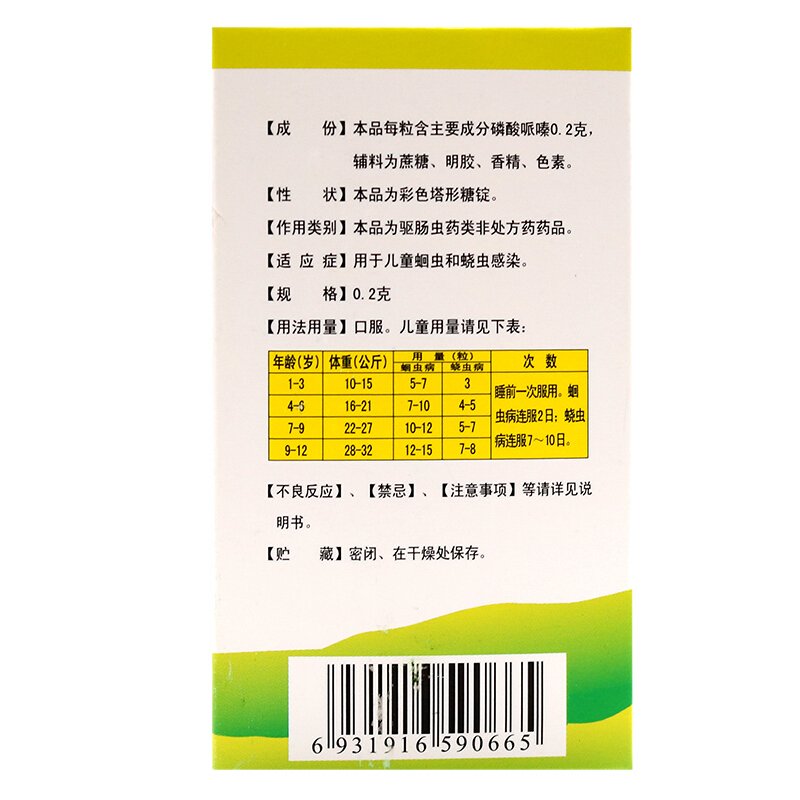 【成 份】本品每粒含主要成分磷酸哌嗪0.2克,
辅料为蔗糖、明胶、香精、色素。
【性 状】本品为彩色塔形糖锭。
【作用类别】本品为驱肠虫药类非处方药药品。
【适 应 症】用于儿童蛔虫和蛲虫感染。
【规 格】0.2克
【用法用量】口服。儿童用量请见下表:
年龄(岁) 体重(公斤) 用 量(粒) 次 数
蛔虫病 蛲虫病
1-3 10-15 5-7 3
4-6 16-21 7-10 4-5
7-9 22-27 10-12 5-7
9-12 28-32 12-15 7-8
睡前一次服用。蛔
虫病连服2日;蛲虫
病连服7～10日。
【不良反应】、【禁忌】、【注意事项】等请详见说
明书。
【贮 藏】密闭、在干燥处保存。
6 931916 590665